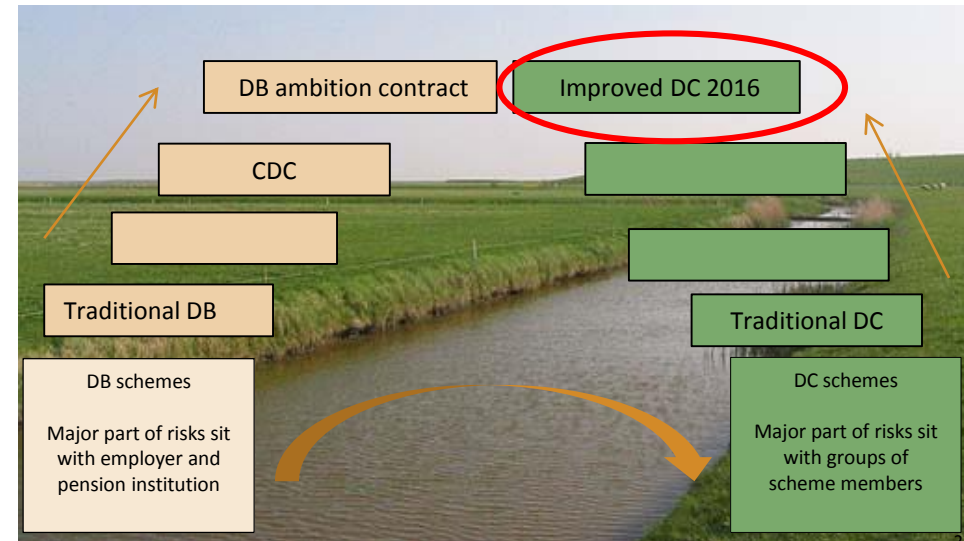 DB ambition contract
Improved DC 2016
CDC
Traditional DB
Traditional DC
DB schemes
Major part of risks sit
with employer and
pension institution
DC schemes
Major part of risks sit
with groups of
scheme members